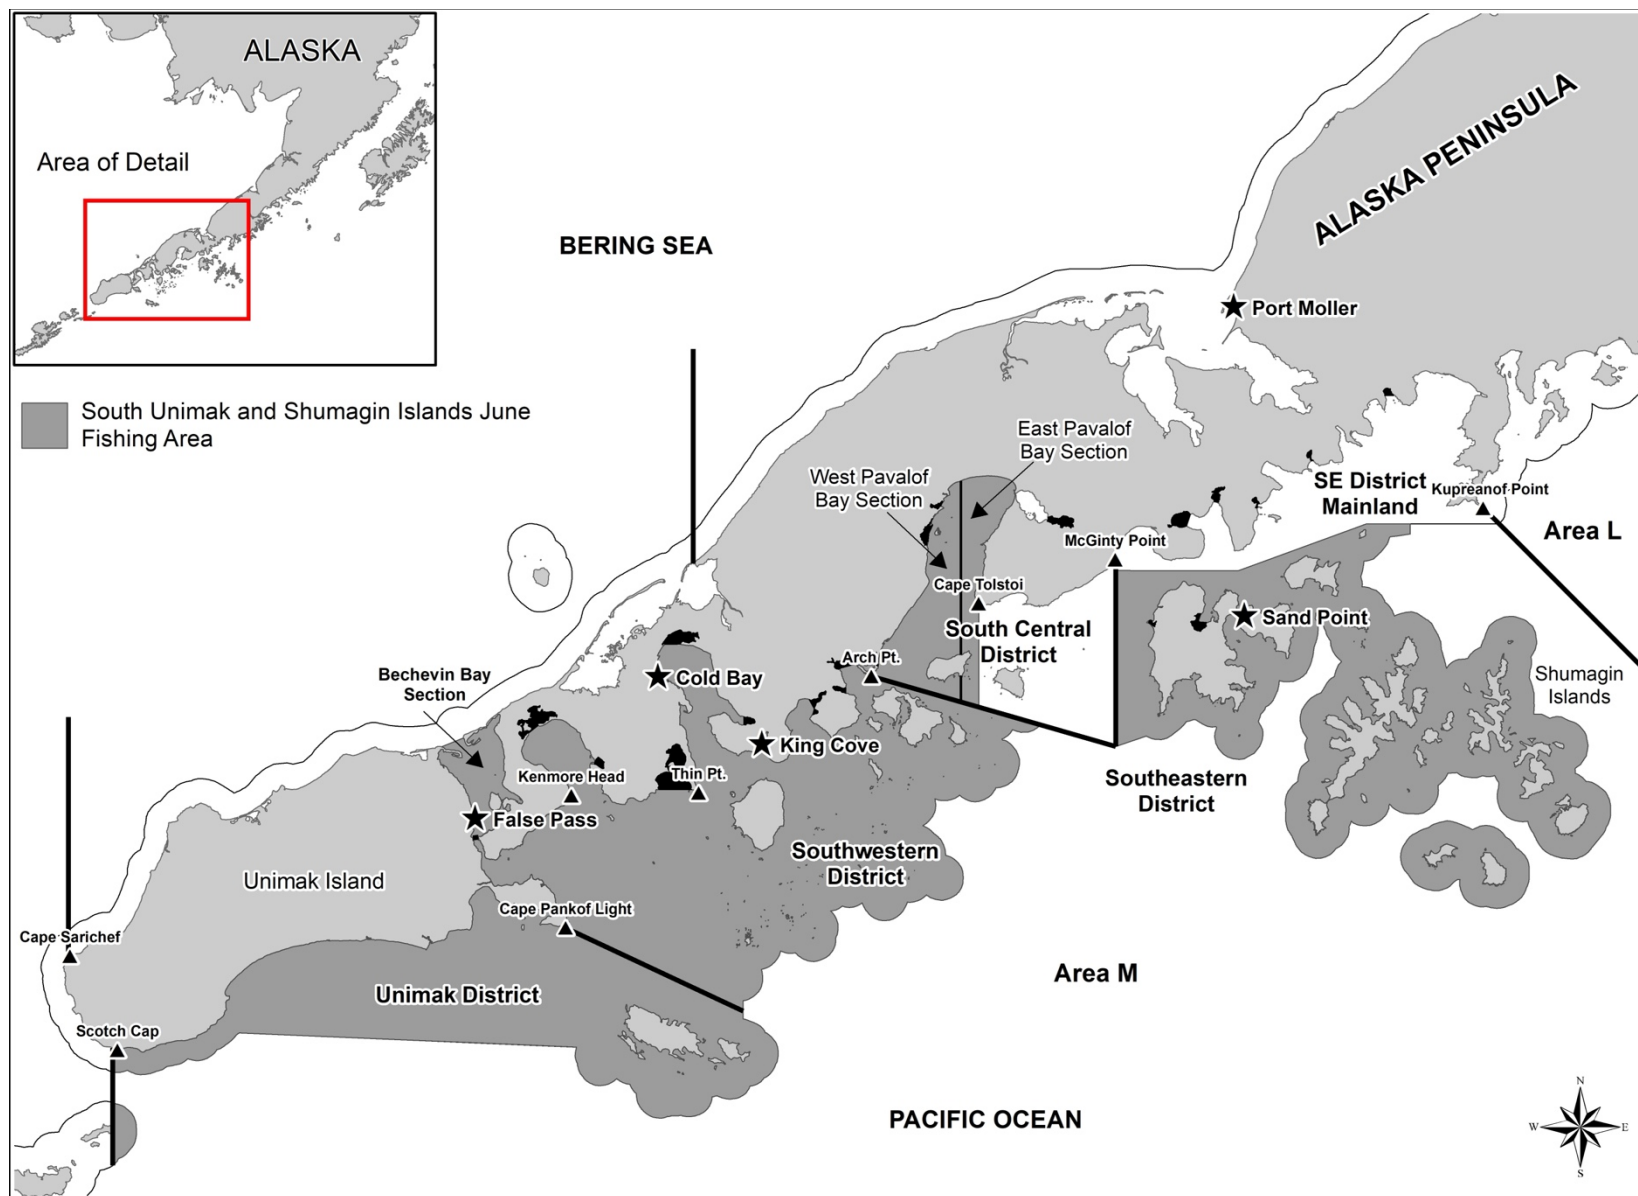 ALASKA
Area of Detail
South Unimak and Shumagin Islands June
Fishing Area
BERING SEA
ALASKA PENINSULA
Port Moller
East Pavalof
Bay Section
West Pavalof
Bay Section
SE District
Mainland
Kupreanof Point
Area L
McGinty Point
Cape Tolstoi
South Central
District
Sand Point
Arch Pt.
Shumagin
Islands
Bechevin Bay
Section
Cold Bay
King Cove
Kenmore Head
Thin Pt.
Southeastern
District
False Pass
Southwestern
District
Unimak Island
Cape Pankof Light
Cape Sarichef
Area M
Unimak District
Scotch Cap
PACIFIC OCEAN
N
W
E
S